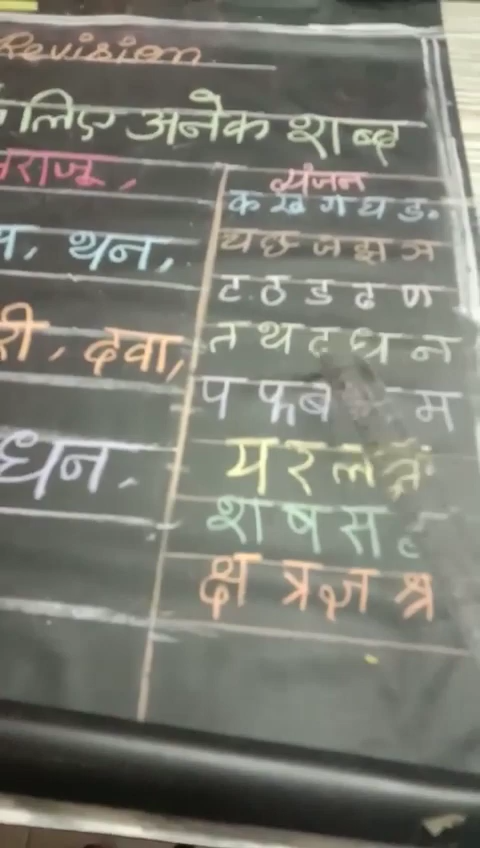 Revision
लिए अनेक शब्द
व्यंजन
क ख ग घ ङ
च छ ज झ ञ
थन,
ट ठ ड ढ ण
दवा,
त थ द ध न
प फ ब म
धन,
य र ल
श ष स
क्ष त्र ज्ञ श्र